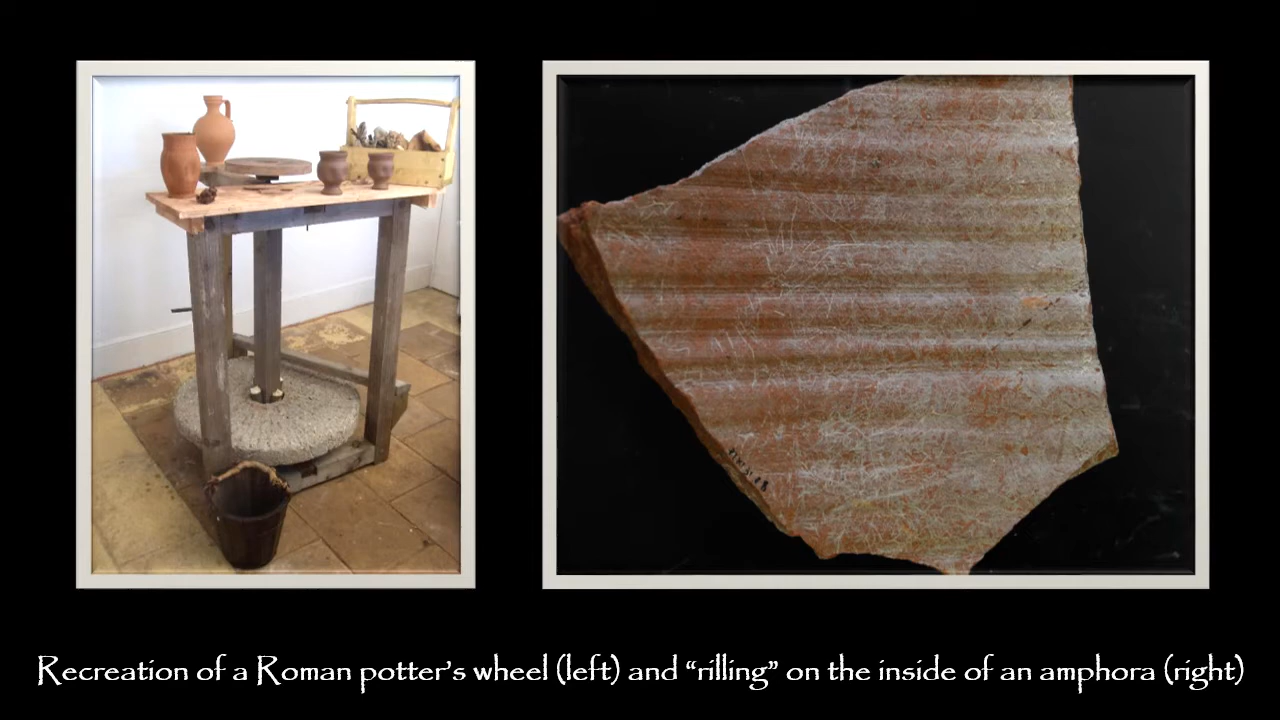 Recreation of a Roman potter's wheel (left) and “rilling” on the inside of an amphora (right)